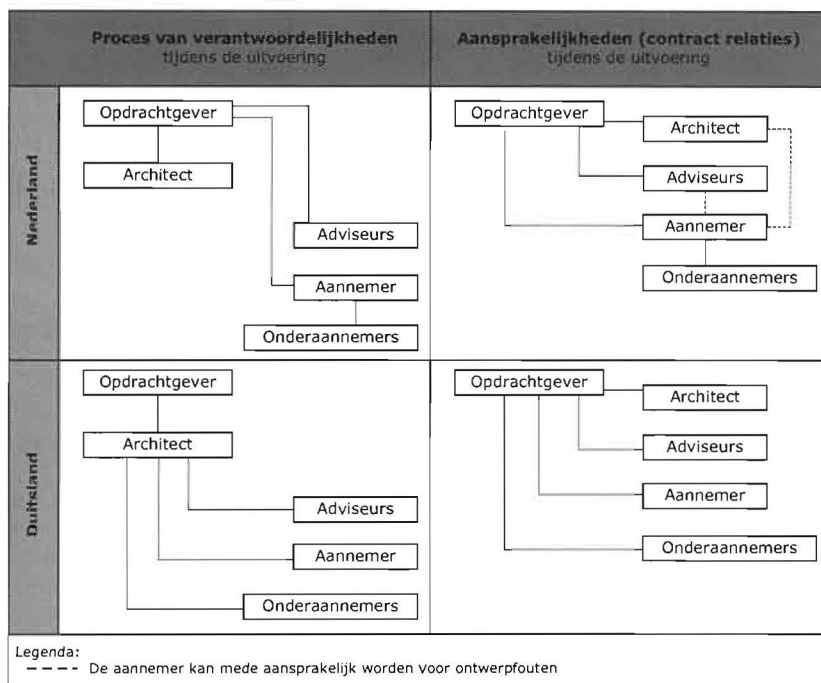 Proces van verantwoordelijkheden
tijdens de uitvoering
Aansprakelijkheden (contract relaties)
tijdens de uitvoering
Nederland
Opdrachtgever
Architect
Adviseurs
Aannemer
Onderaannemers
Opdrachtgever
Architect
Adviseurs
Aannemer
Onderaannemers
Duitsland
Opdrachtgever
Architect
Adviseurs
Aannemer
Onderaannemers
Opdrachtgever
Architect
Adviseurs
Aannemer
Onderaannemers
Legenda:
De aannemer kan mede aansprakelijk worden voor ontwerpfouten